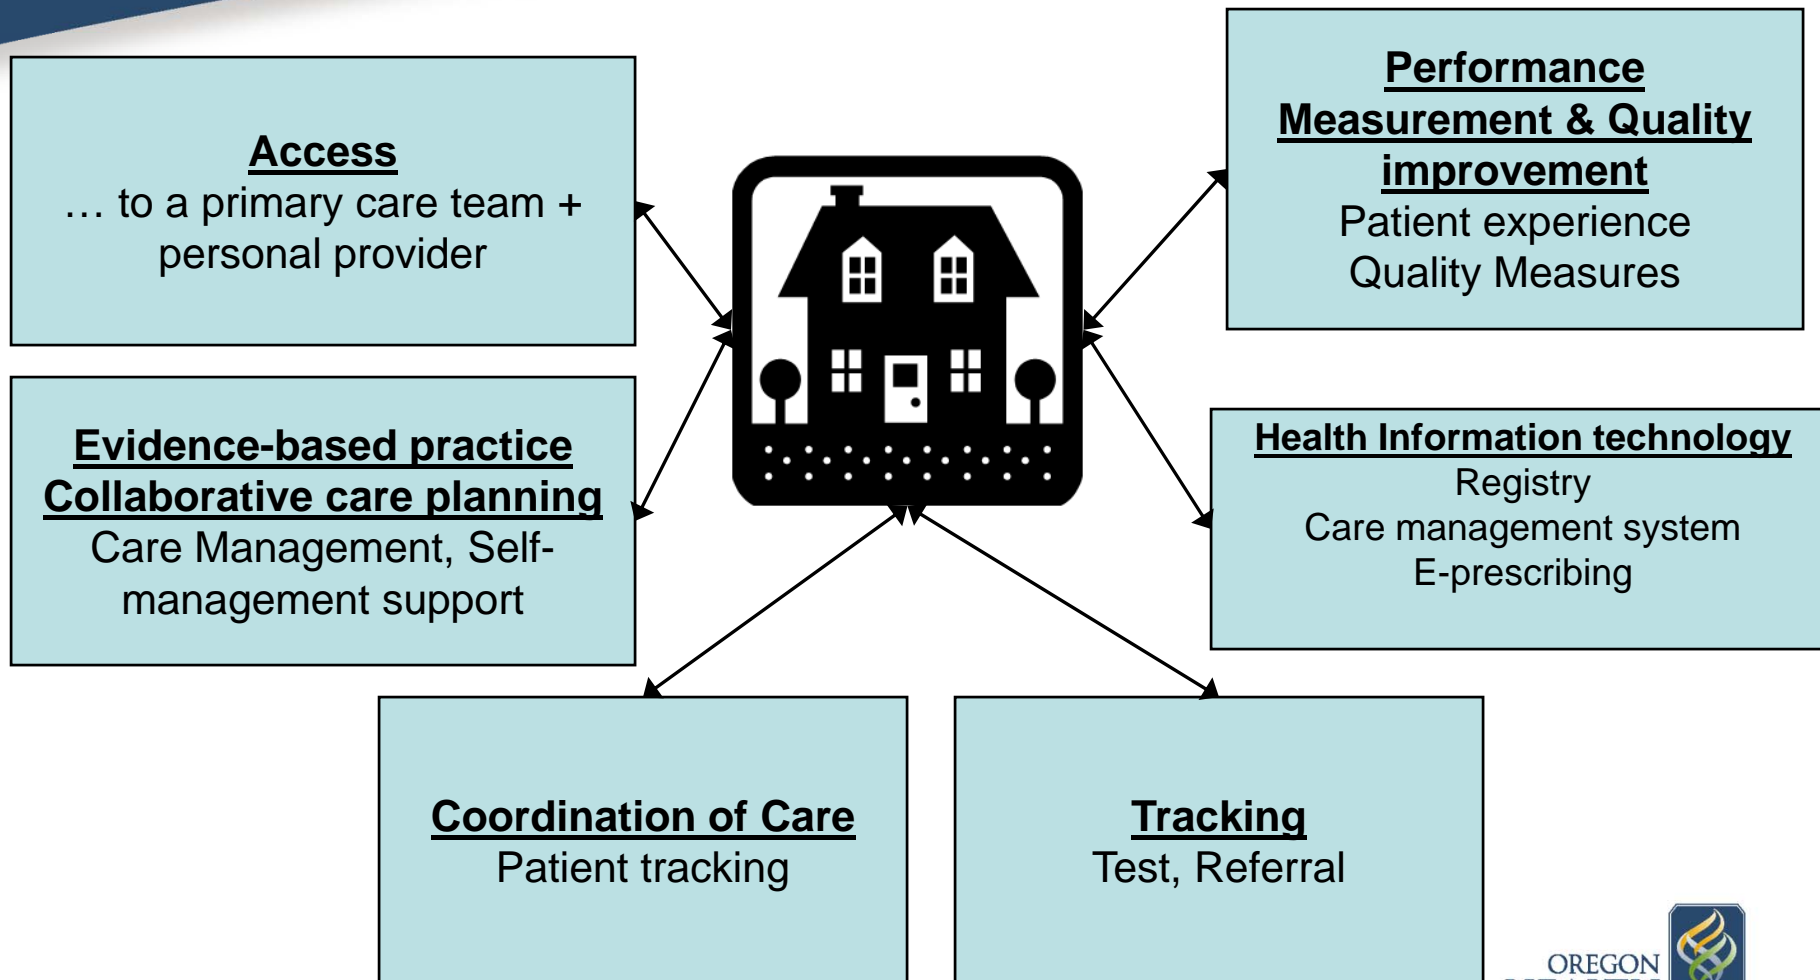 Access
… to a primary care team +
personal provider
Performance
Measurement & Quality
improvement
Patient experience
Quality Measures
Evidence-based practice
Collaborative care planning
Care Management, Self-
management support
Health Information technology
Registry
Care management system
E-prescribing
Coordination of Care
Patient tracking
Tracking
Test, Referral
OREGON